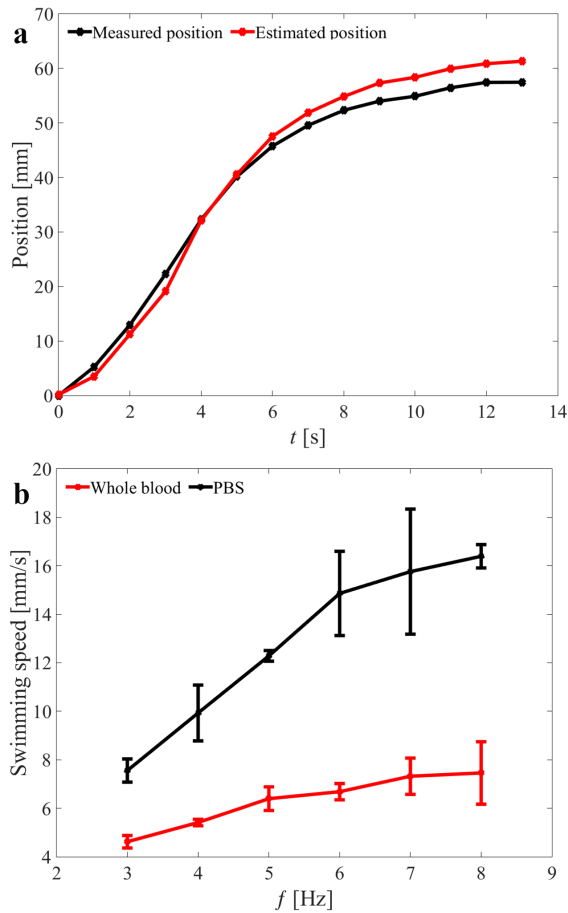 a
Measured position Estimated position
70
60
50
40
30
20
10
0
Position [mm]
0 2 4 6 8 10 12 14
t [s]
b
Whole blood PBS
20
18
16
14
12
10
8
6
4
Swimming speed [mm/s]
2 3 4 5 6 7 8 9
f [Hz]